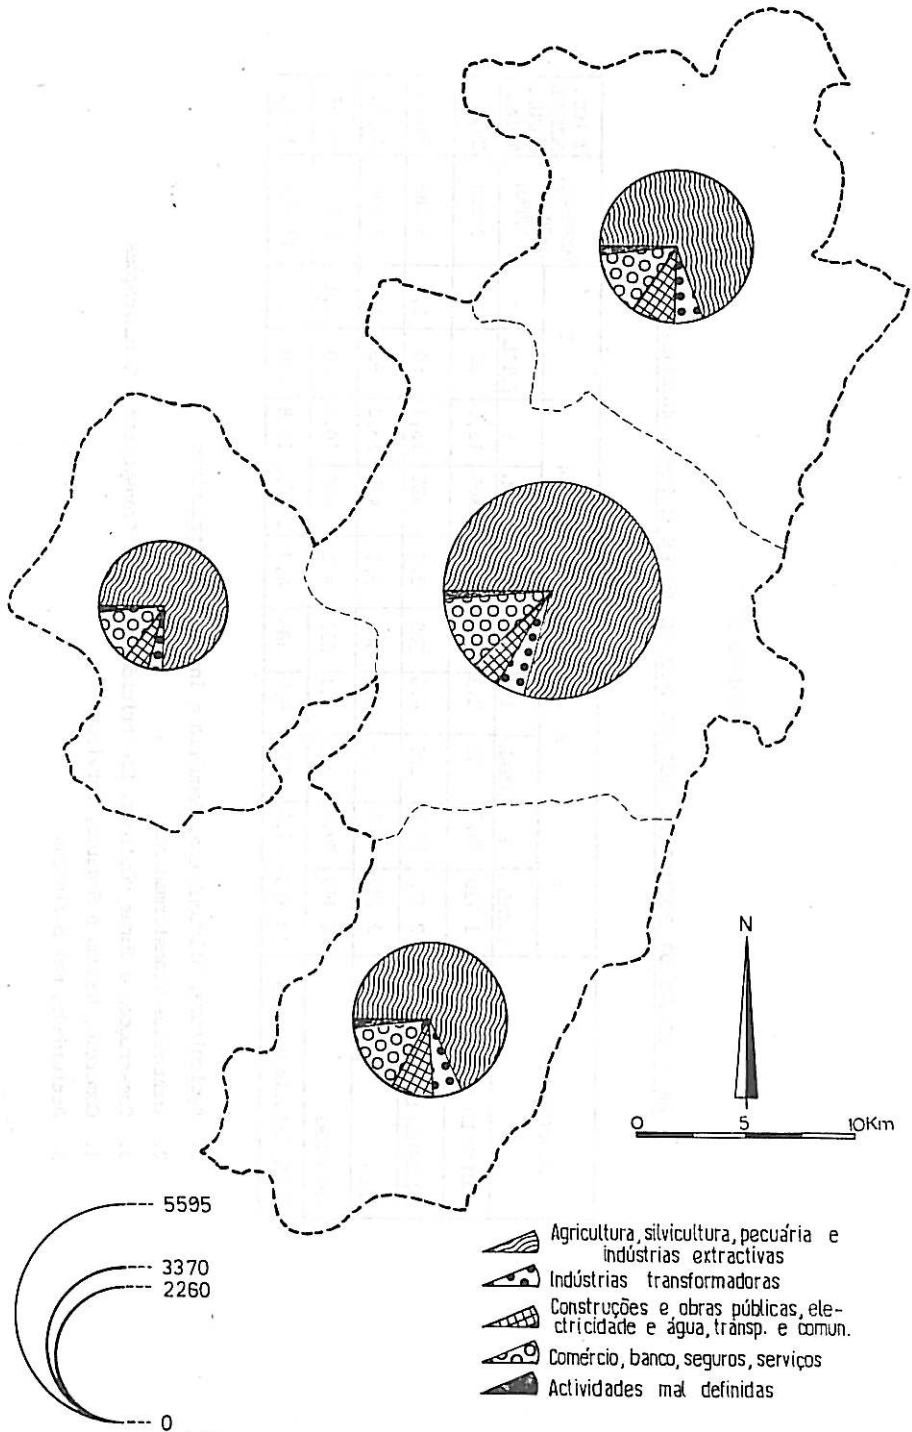 N
0 5 10Km
5595
3370
2260
0
Agricultura, silvicultura, pecuária e
indústrias extractivas
Indústrias transformadoras
Construções e obras públicas, ele-
ctricidade e água, transp. e comun.
Comércio, banco, seguros, serviços
Actividades mal definidas